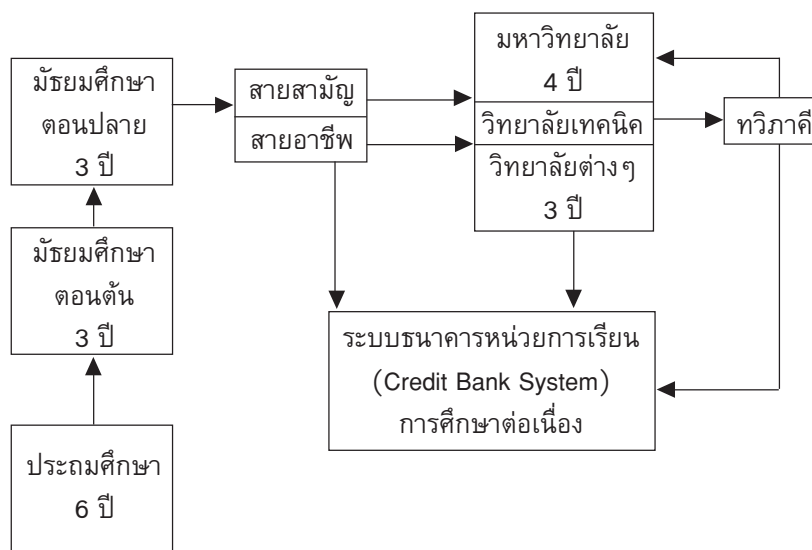 มัธยมศึกษา
ตอนปลาย
3 ปี
สายสามัญ
สายอาชีพ
มหาวิทยาลัย
4 ปี
วิทยาลัยเทคนิค
วิทยาลัยต่างๆ
3 ปี
ทวิภาคี
มัธยมศึกษา
ตอนต้น
3 ปี
ระบบธนาคารหน่วยการเรียน
(Credit Bank System)
การศึกษาต่อเนื่อง
ประถมศึกษา
6 ปี